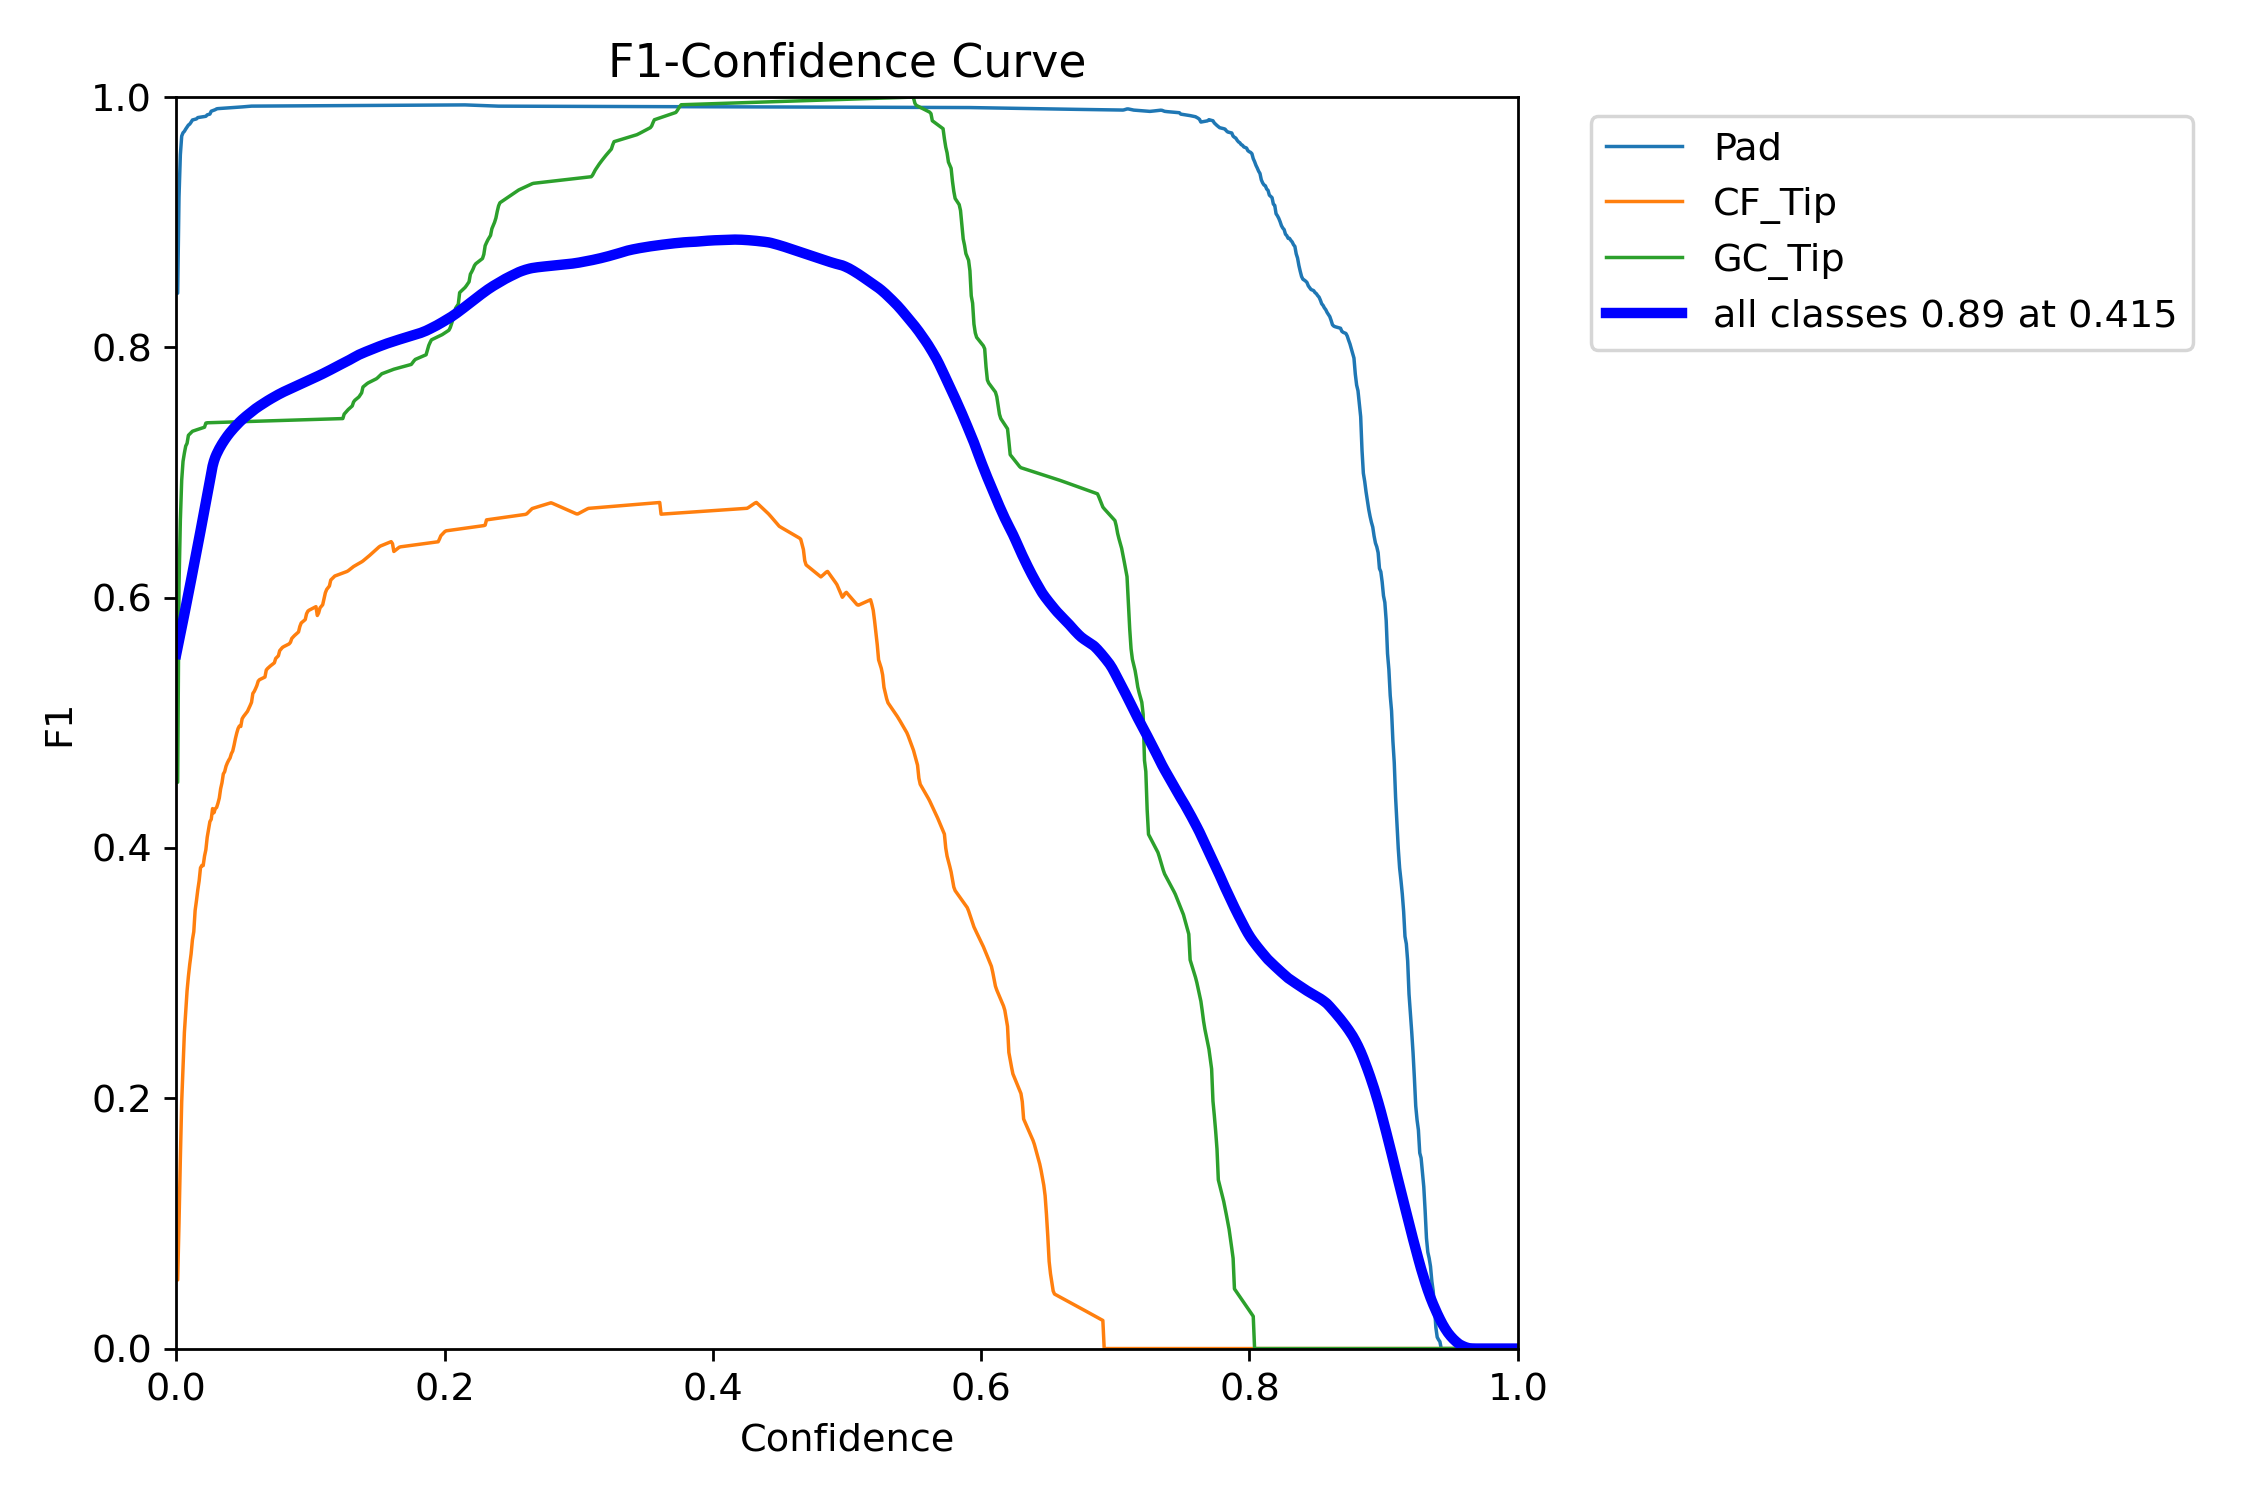 F1-Confidence Curve
1.0
0.8
0.6
0.4
0.2
0.0
F1
0.0 0.2 0.4 0.6 0.8 1.0
Confidence
Pad
CF_Tip
GC_Tip
all classes 0.89 at 0.415